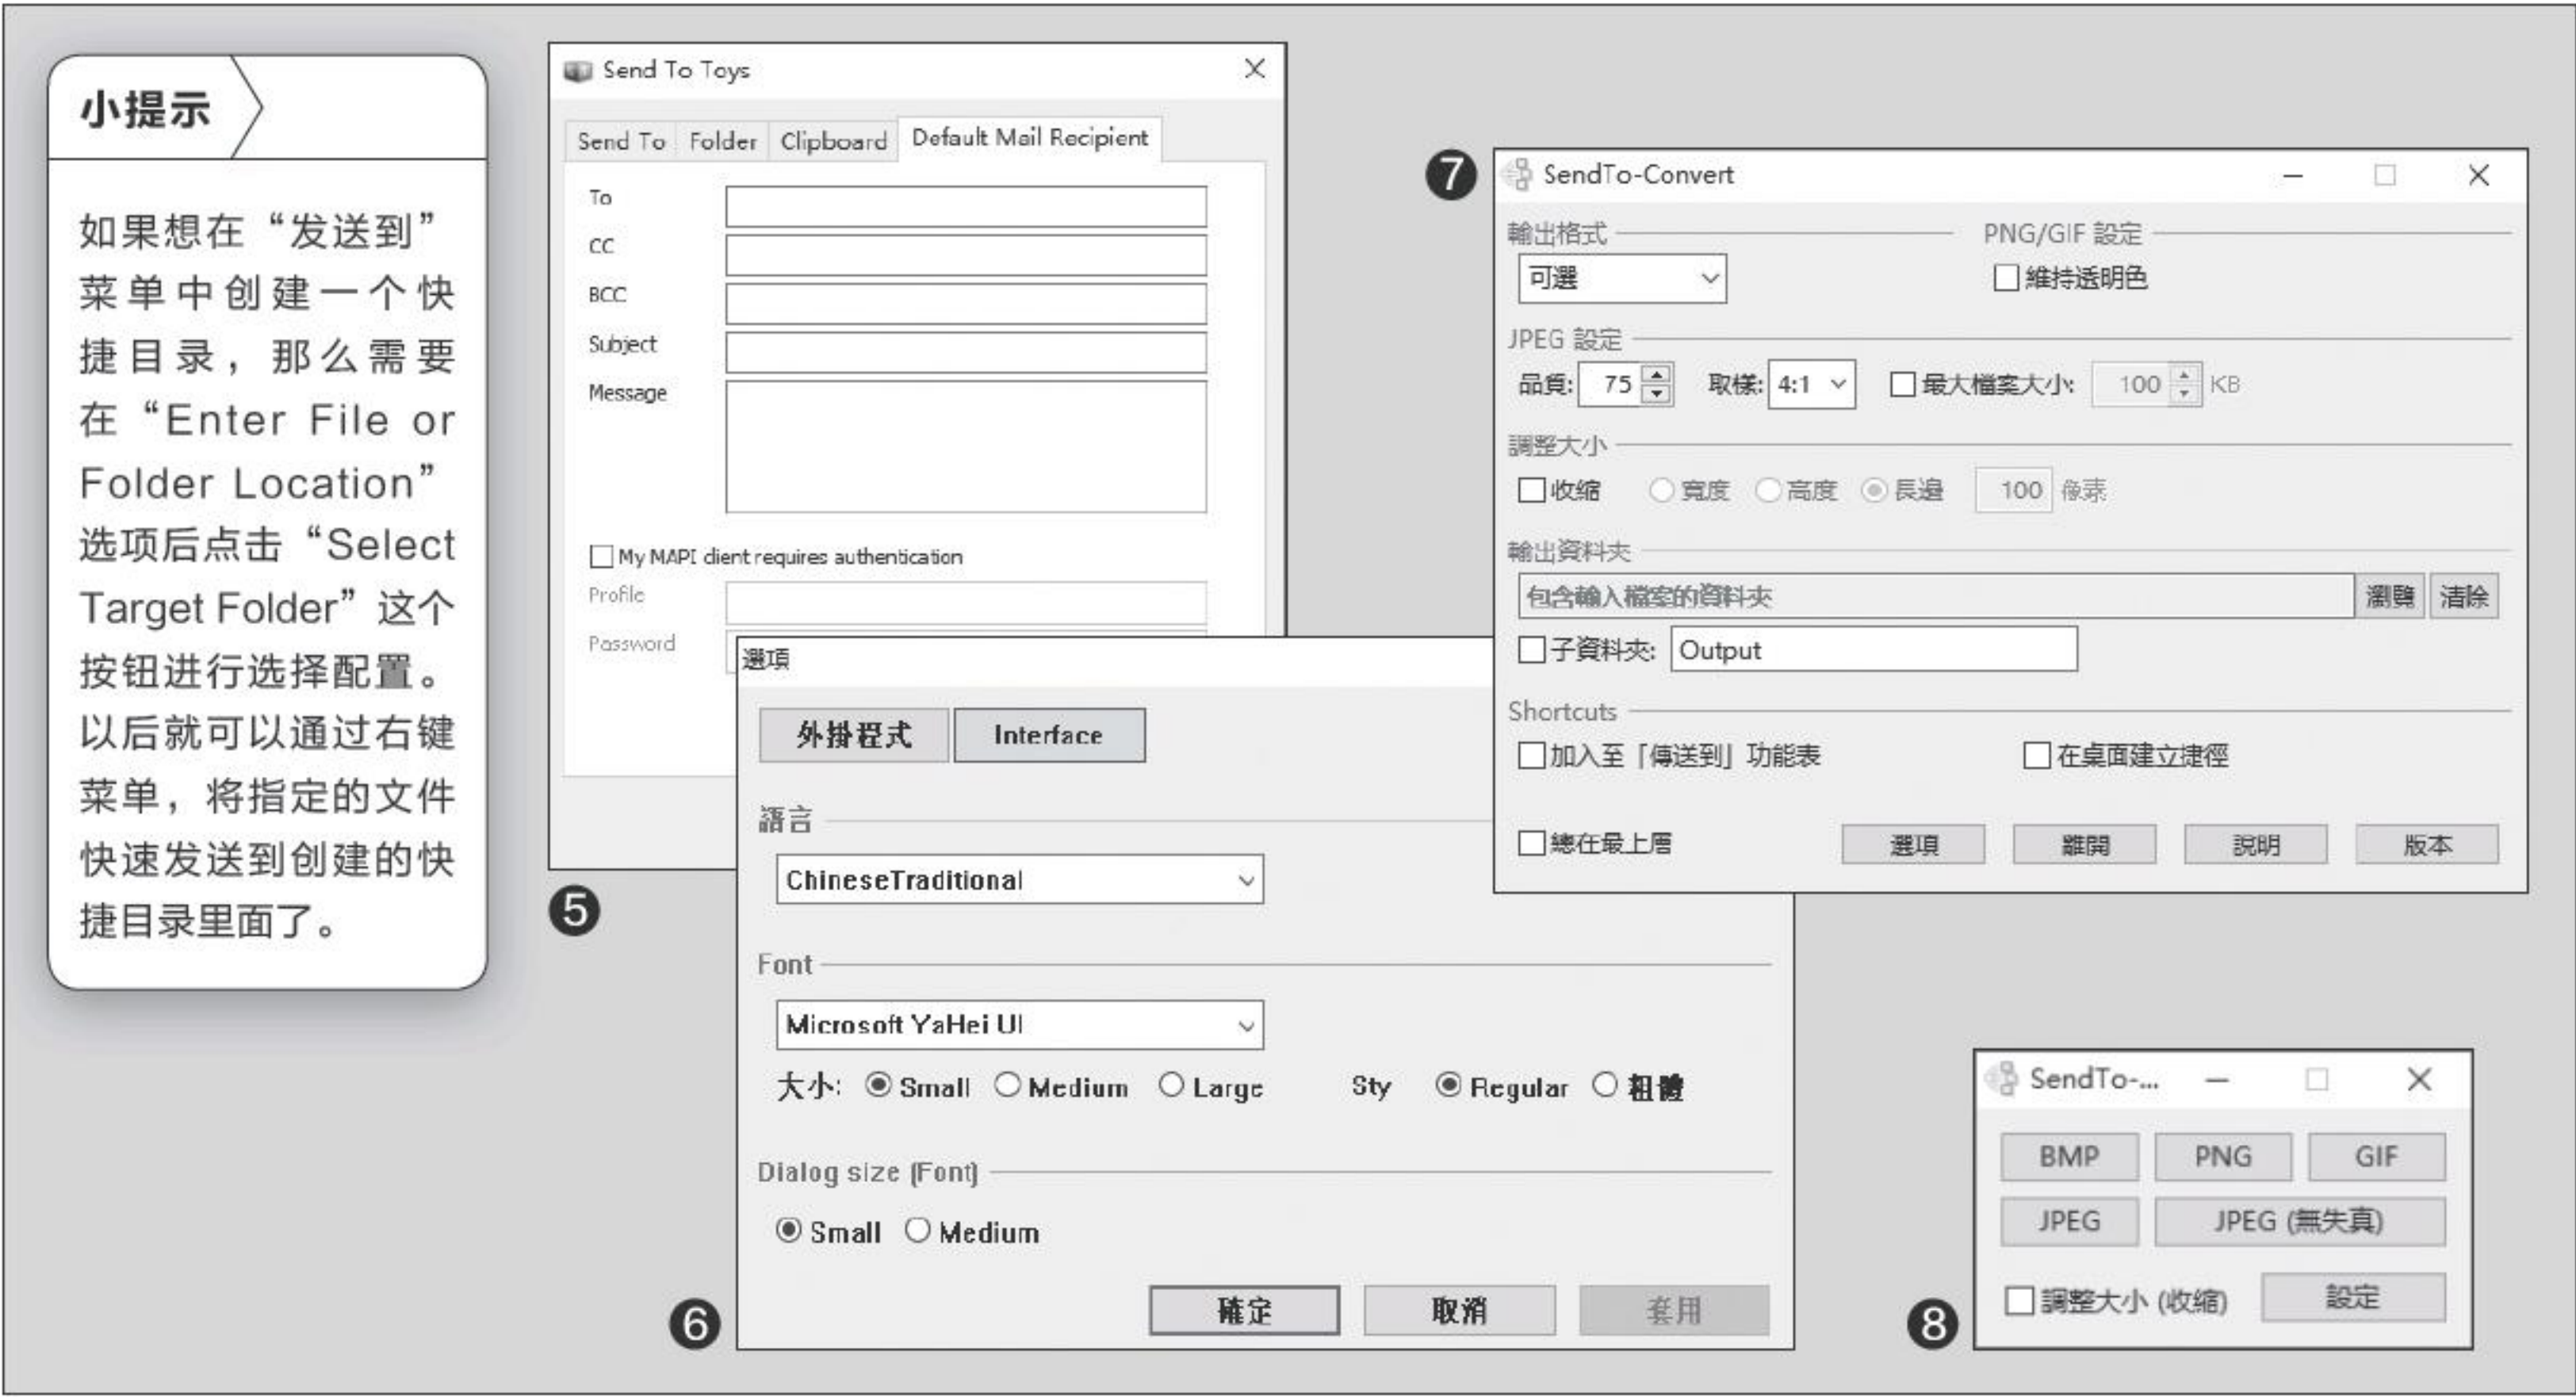 小提示
如果想在“发送到”
菜单中创建一个快
捷目录，那么需要
在“Enter File or
Folder Location”
选项后点击“Select
Target Folder”这个
按钮进行选择配置。
以后就可以通过右键
菜单，将指定的文件
快速发送到创建的快
捷目录里面了。
Send To Toys
Send To Folder Clipboard Default Mail Recipient
To
CC
BCC
Subject
Message
My MAPI client requires authentication
Profile
Password
5
選項
外掛程式 Interface
語言
ChineseTraditional
Font
Microsoft YaHei UI
大小: Small Medium Large Sty Regular 粗體
Dialog size (Font)
Small Medium
確定 取消 套用
6
7
SendTo-Convert
輸出格式 PNG/GIF 設定
可選 維持透明色
JPEG 設定
品質: 75 取樣: 4:1 最大檔案大小: 100 KB
調整大小
收缩 寬度 高度 長邊 100 像素
輸出資料夾
包含輸入檔案的資料夾 瀏覽 清除
子資料夾: Output
Shortcuts
加入至「傳送到」功能表 在桌面建立捷徑
總在最上層 選項 離開 説明 版本
SendTo-...
BMP PNG GIF
JPEG JPEG (無失真)
調整大小 (收缩) 設定
8